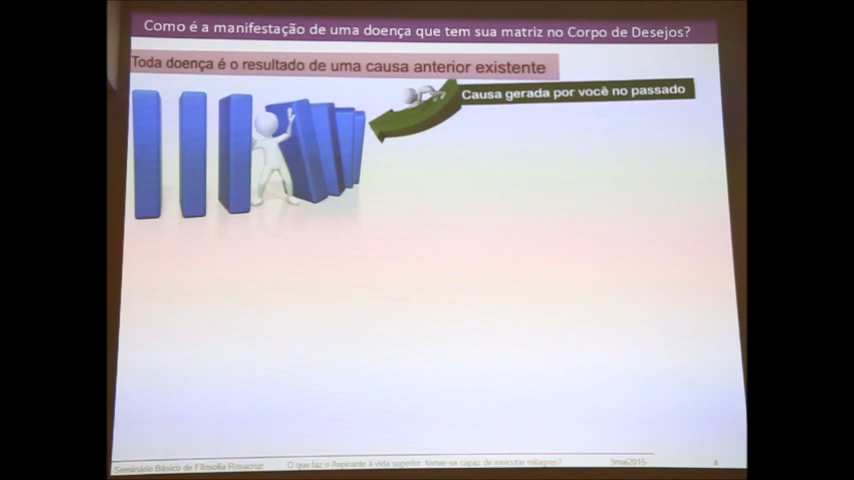 Como é a manifestação de uma doença que tem sua matriz no Corpo de Desejos?
Toda doença é o resultado de uma causa anterior existente
Causa gerada por você no passado
Seminário Básico de Filosofia Rosacruz O que faz o Aspirante à vida superior tornar-se capaz de executar milagres? 9mai2015 4